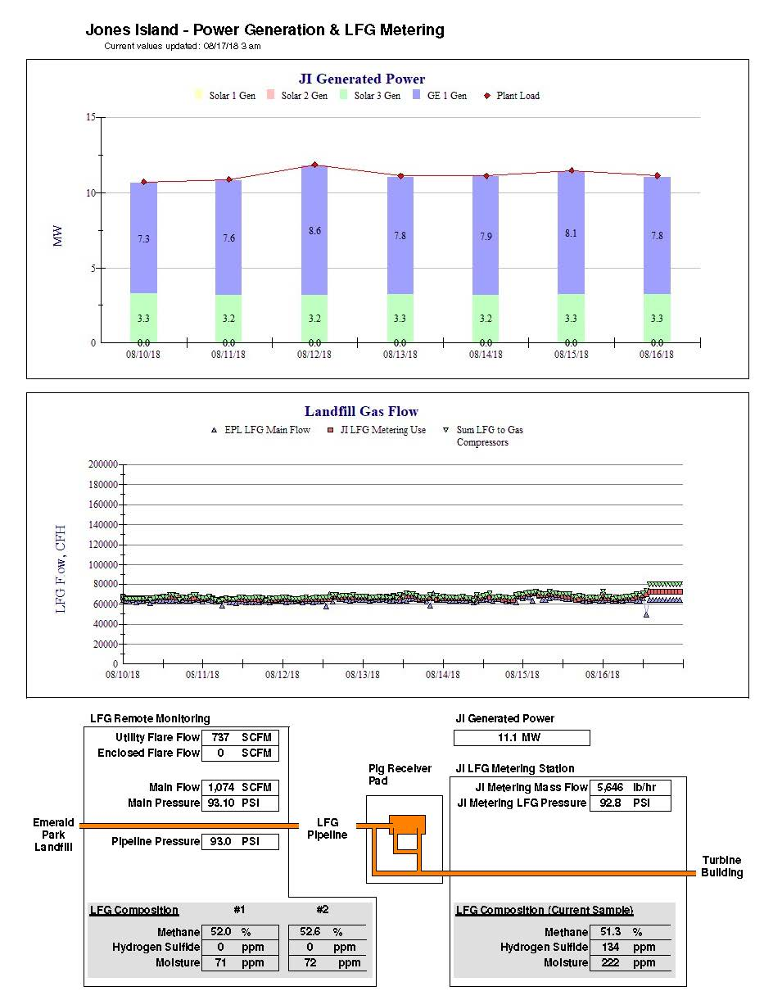 Jones Island - Power Generation & LFG Metering
Current values updated: 08/17/18 3 am
JI Generated Power
Solar 1 Gen Solar 2 Gen Solar 3 Gen GE 1 Gen Plant Load
15
10
5
0
MW
7.3 7.6 8.6 7.8 7.9 8.1 7.8
3.3 3.2 3.2 3.3 3.2 3.3 3.3
0.0 0.0 0.0 0.0 0.0 0.0 0.0
08/10/18 08/11/18 08/12/18 08/13/18 08/14/18 08/15/18 08/16/18
Landfill Gas Flow
EPL LFG Main Flow JI LFG Metering Use Sum LFG to Gas
Compressors
200000
180000
160000
140000
120000
100000
80000
60000
40000
20000
0
LFG Flow, CFH
08/10/18 08/11/18 08/12/18 08/13/18 08/14/18 08/15/18 08/16/18
LFG Remote Monitoring
Utility Flare Flow 737 SCFM
Enclosed Flare Flow 0 SCFM
Main Flow 1,074 SCFM
Main Pressure 93.10 PSI
Emerald
Park
Landfill
Pipeline Pressure 93.0 PSI
LFG
Pipeline
Pig Receiver
Pad
JI Generated Power
11.1 MW
JI LFG Metering Station
JI Metering Mass Flow 5,646 lb/hr
JI Metering LFG Pressure 92.8 PSI
Turbine
Building
LFG Composition #1 #2
Methane 52.0 % 52.6 %
Hydrogen Sulfide 0 ppm 0 ppm
Moisture 71 ppm 72 ppm
LFG Composition (Current Sample)
Methane 51.3 %
Hydrogen Sulfide 134 ppm
Moisture 222 ppm